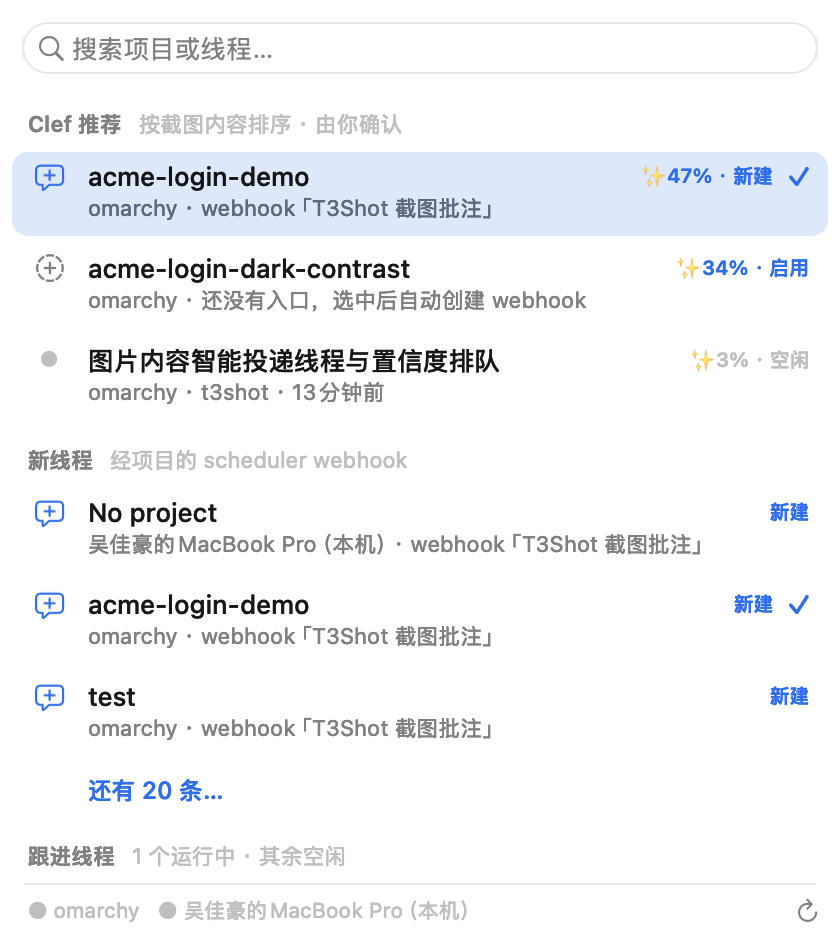 搜索项目或线程...
Clef 推荐 按截图内容排序 · 由你确认
acme-login-demo ✨47% · 新建 ✓
omarchy · webhook「T3Shot 截图批注」
acme-login-dark-contrast ✨34% · 启用
omarchy · 还没有入口，选中后自动创建 webhook
图片内容智能投递线程与置信度排队 ✨3% · 空闲
omarchy · t3shot · 13分钟前
新线程 经项目的 scheduler webhook
No project 新建
吴佳豪的MacBook Pro（本机）· webhook「T3Shot 截图批注」
acme-login-demo 新建 ✓
omarchy · webhook「T3Shot 截图批注」
test 新建
omarchy · webhook「T3Shot 截图批注」
还有 20 条...
跟进线程 1 个运行中 · 其余空闲
omarchy 吴佳豪的MacBook Pro（本机）